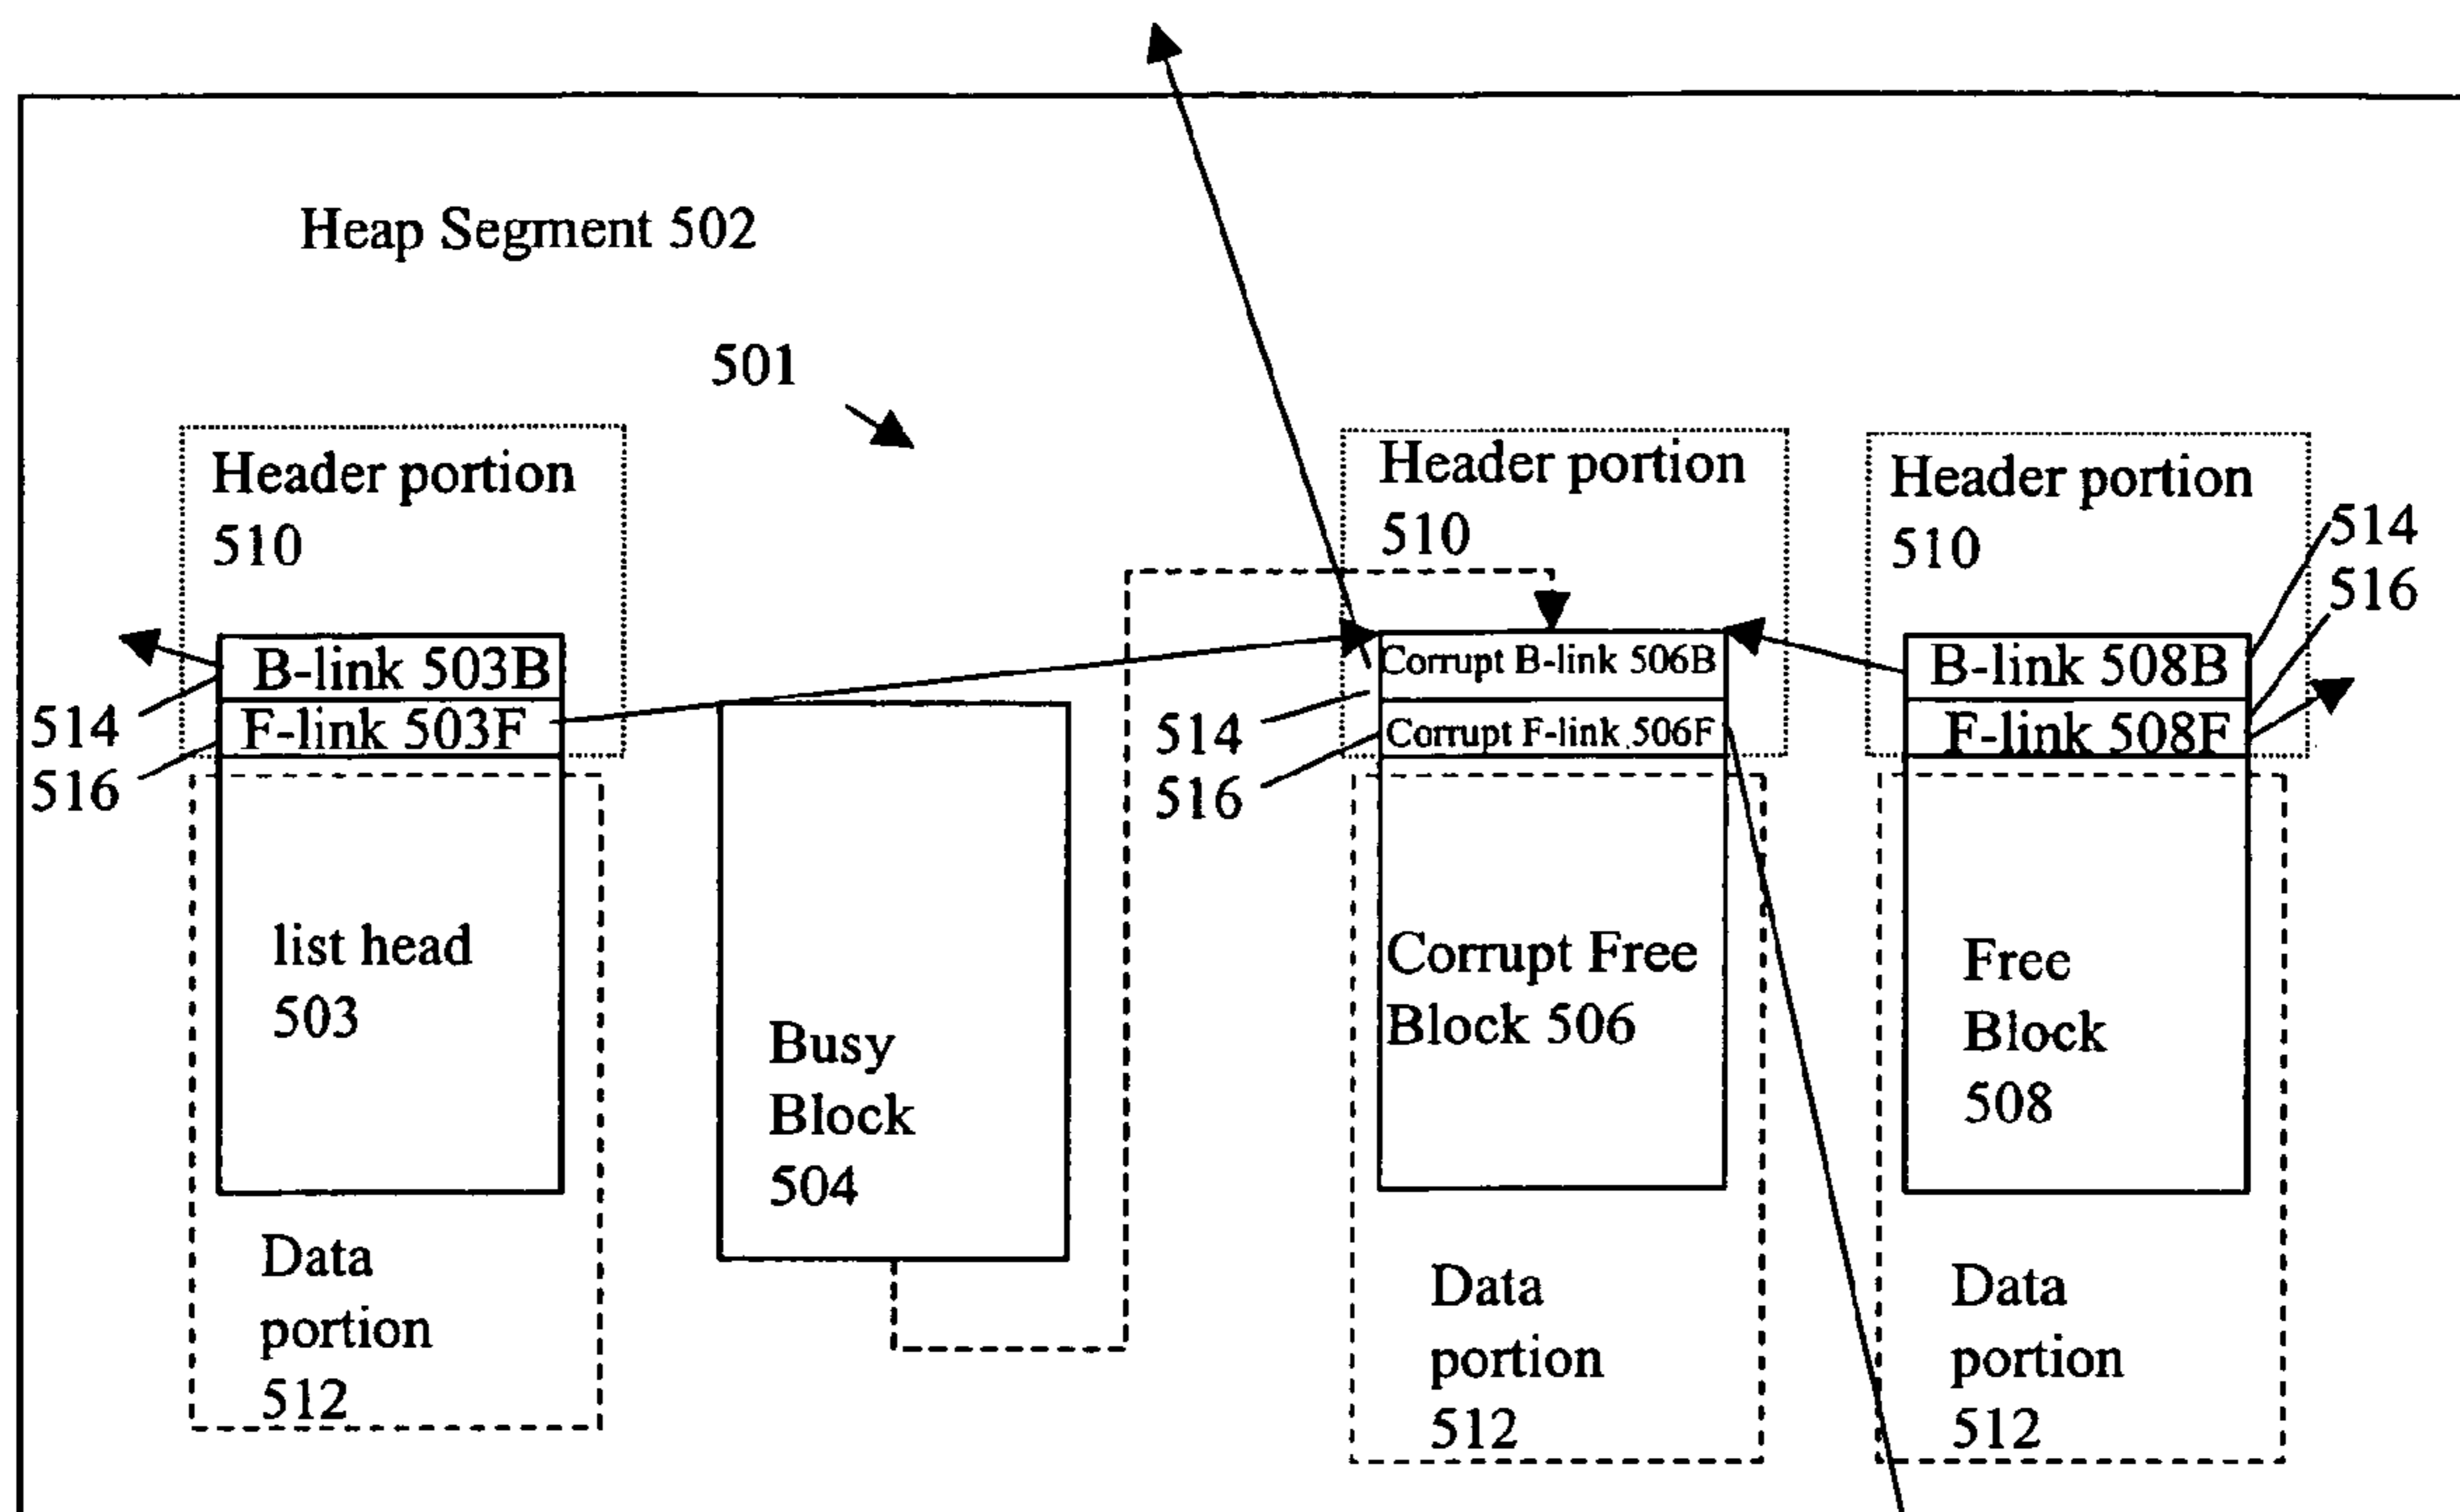 Heap Segment 502
501
Header portion
510
B-link 503B
F-link 503F
514
516
list head
503
Data
portion
512
Busy
Block
504
Header portion
510
Corrupt B-link 506B
Corrupt F-link 506F
514
516
Corrupt Free
Block 506
Data
portion
512
Header portion
510
514
516
B-link 508B
F-link 508F
Free
Block
508
Data
portion
512